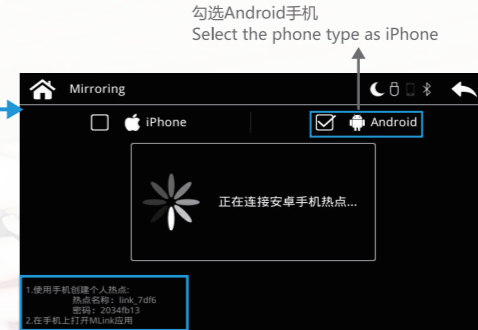 勾选Android手机
Select the phone type as iPhone
Mirroring
iPhone
Android
正在连接安卓手机热点...
1.使用手机创建个人热点:
热点名称: link_7df6
密码: 2034fb13
2.在手机上打开MLink应用